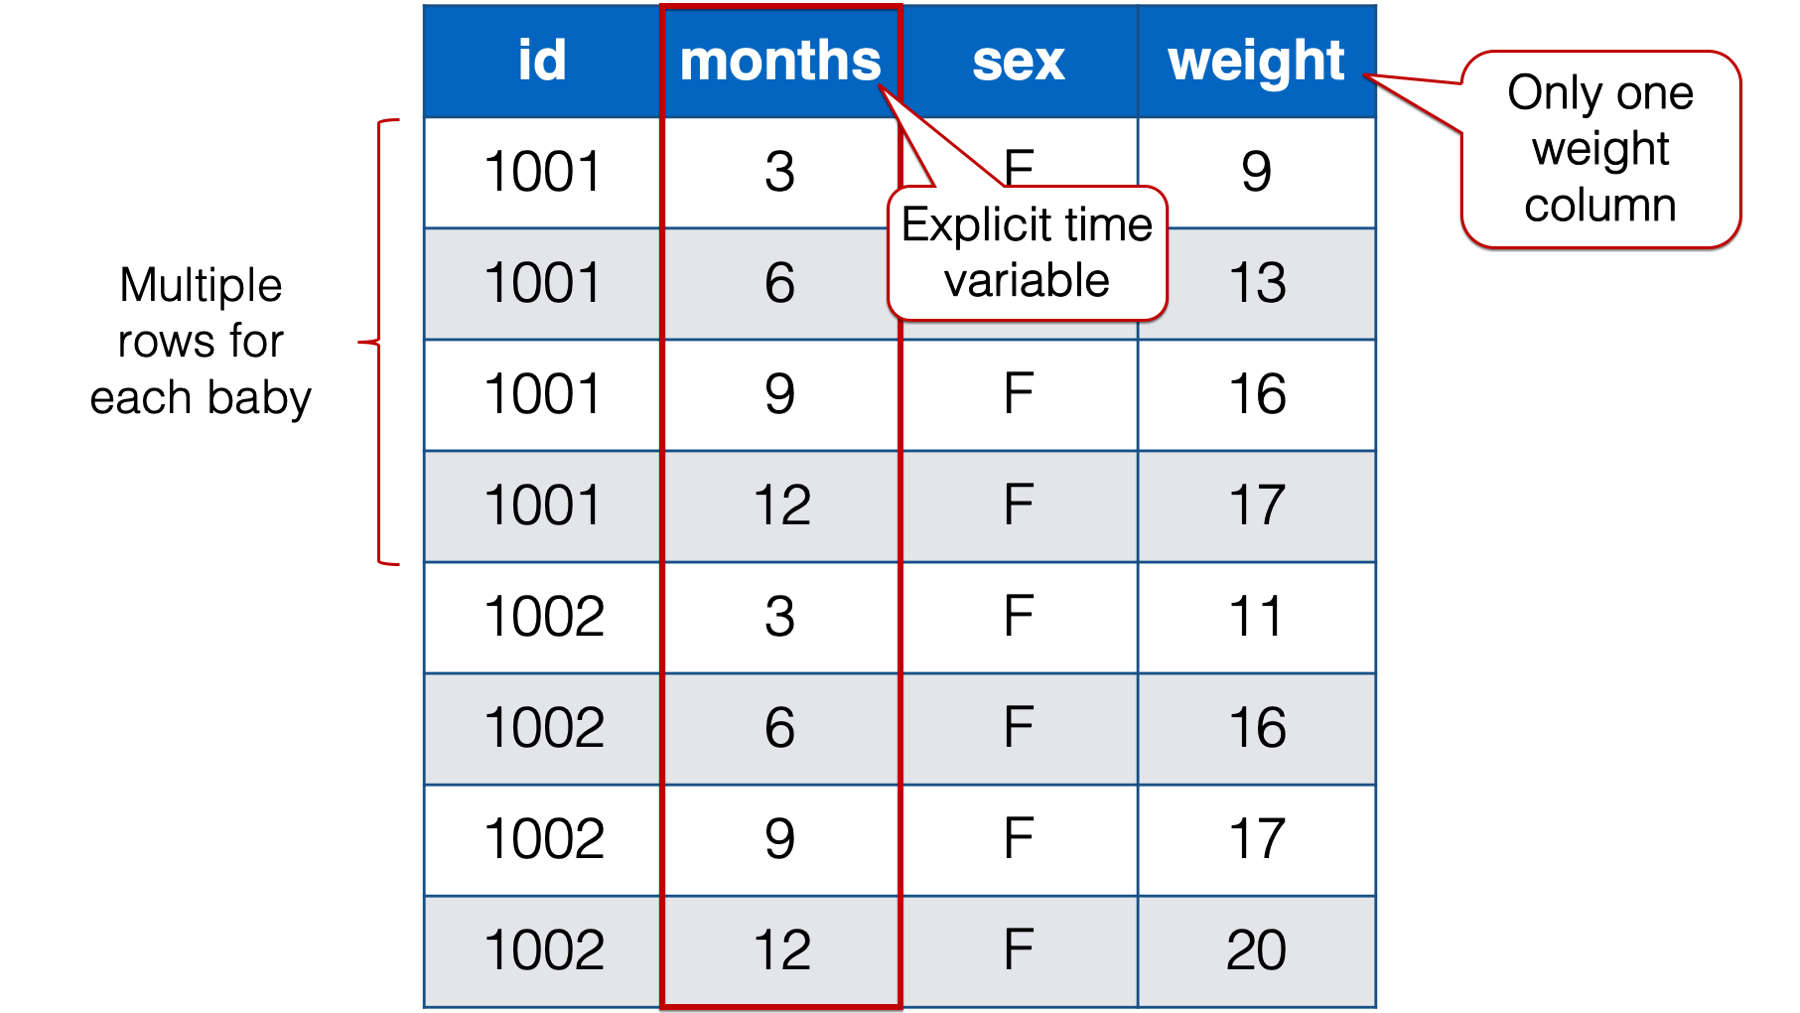 id months sex weight
1001 3 F 9
1001 6 13
1001 9 F 16
1001 12 F 17
1002 3 F 11
1002 6 F 16
1002 9 F 17
1002 12 F 20
Multiple
rows for
each baby
Explicit time
variable
Only one
weight
column